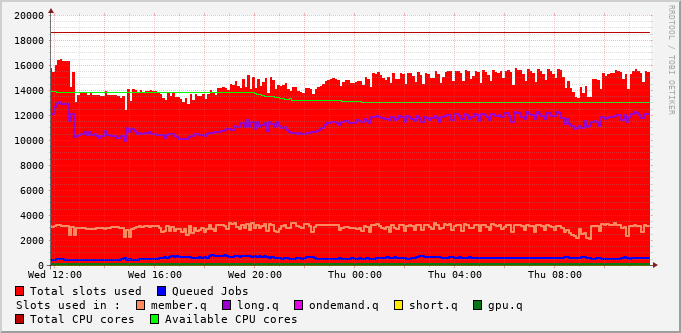 20000
18000
16000
14000
12000
10000
8000
6000
4000
2000
0
Wed 12:00 Wed 16:00 Wed 20:00 Thu 00:00 Thu 04:00 Thu 08:00
Total slots used Queued Jobs
Slots used in : member.q long.q ondemand.q short.q gpu.q
Total CPU cores Available CPU cores
RRDTOOL / TOBI OETIKER